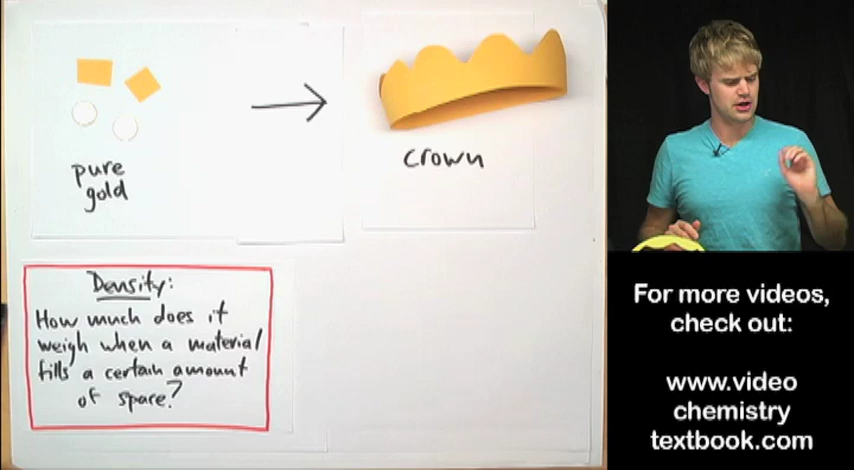 pure
gold
crown
Density:
How much does it
weigh when a material
fills a certain amount
of space?
For more videos,
check out:
www.video
chemistry
textbook.com